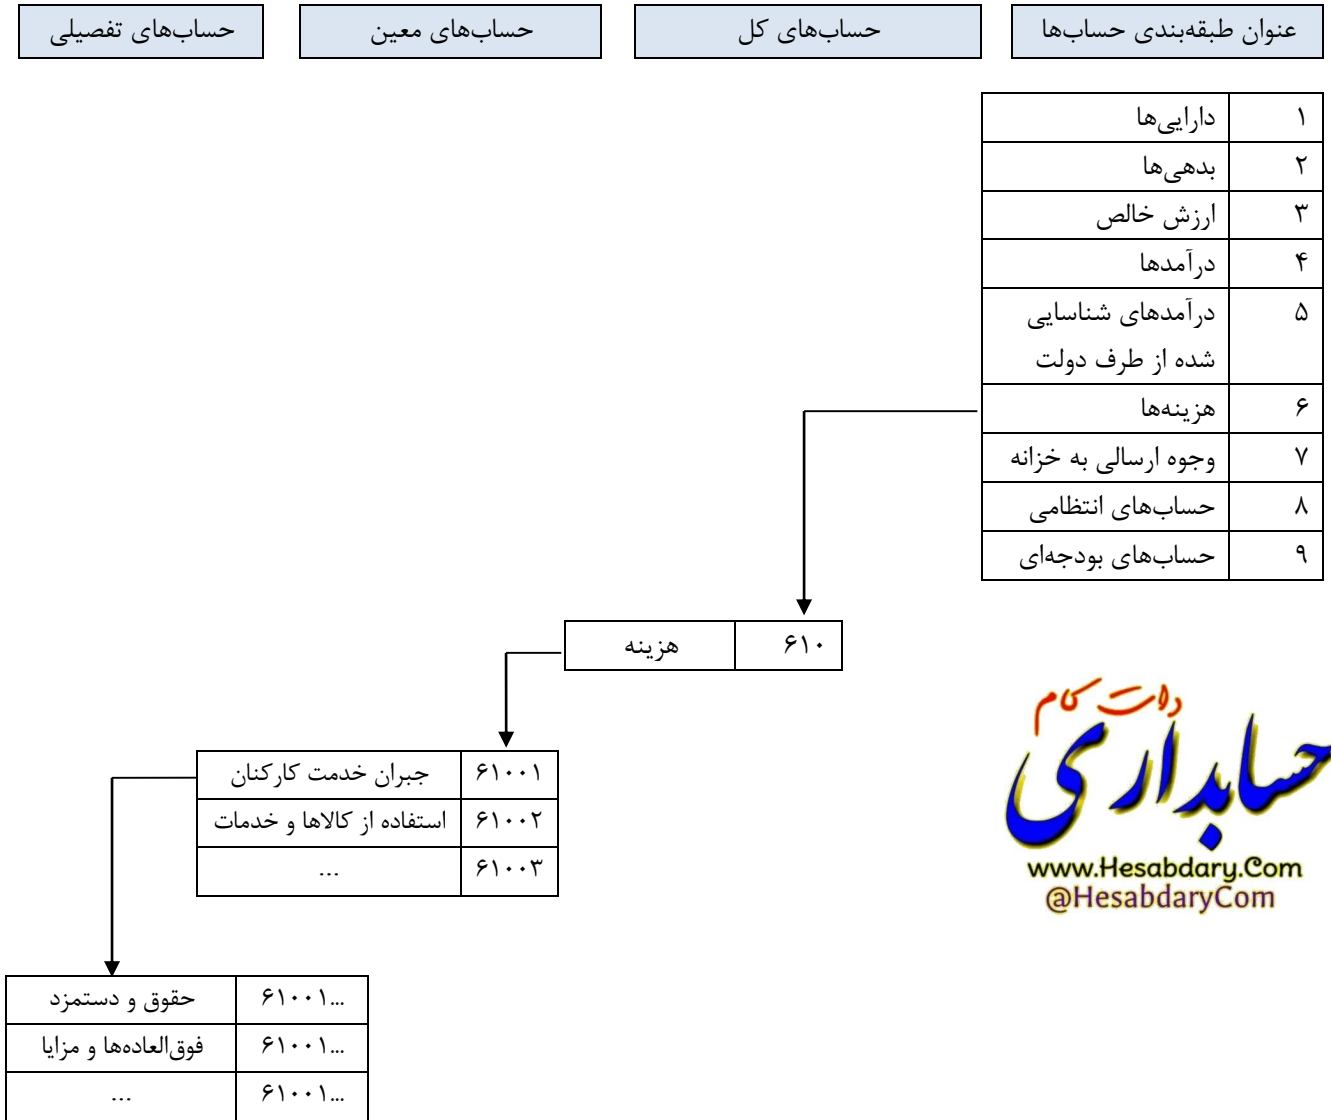 عنوان طبقه‌بندی حساب‌ها
حساب‌های کل
حساب‌های معین
حساب‌های تفصیلی
۱ دارایی‌ها
۲ بدهی‌ها
۳ ارزش خالص
۴ درآمدها
۵ درآمدهای شناسایی
شده از طرف دولت
۶ هزینه‌ها
۷ وجوه ارسالی به خزانه
۸ حساب‌های انتظامی
۹ حساب‌های بودجه‌ای
۶۱۰ هزینه
۶۱۰۰۱ جبران خدمت کارکنان
۶۱۰۰۲ استفاده از کالاها و خدمات
۶۱۰۰۳ ...
۶۱۰۰۱... حقوق و دستمزد
۶۱۰۰۱... فوق‌العاده‌ها و مزایا
۶۱۰۰۱... ...
حسابداری
دات کام
www.Hesabdary.Com
@HesabdaryCom